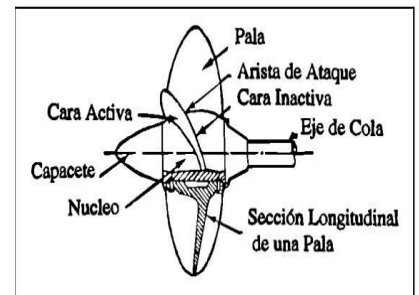 Pala
Arista de Ataque
Cara Activa
Cara Inactiva
Eje de Cola
Capacete
Nucleo
Sección Longitudinal
de una Pala